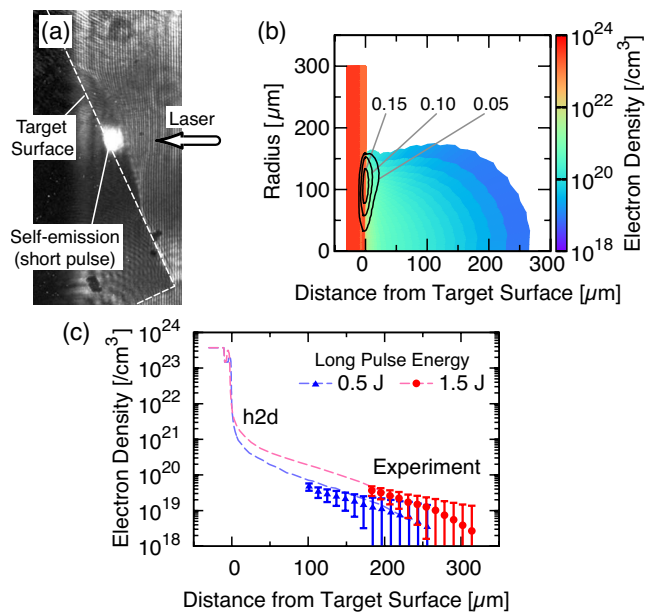 (a)
Target
Surface
Laser
Self-emission
(short pulse)
(b)
Radius [µm]
300
200
100
0
0.15
0.10
0.05
0 100 200 300
Distance from Target Surface [µm]
10²⁴
10²²
10²⁰
10¹⁸
Electron Density [/cm³]
(c)
Electron Density [/cm³]
10²⁴
10²³
10²²
10²¹
10²⁰
10¹⁹
10¹⁸
Long Pulse Energy
0.5 J 1.5 J
h2d
Experiment
0 100 200 300
Distance from Target Surface [µm]